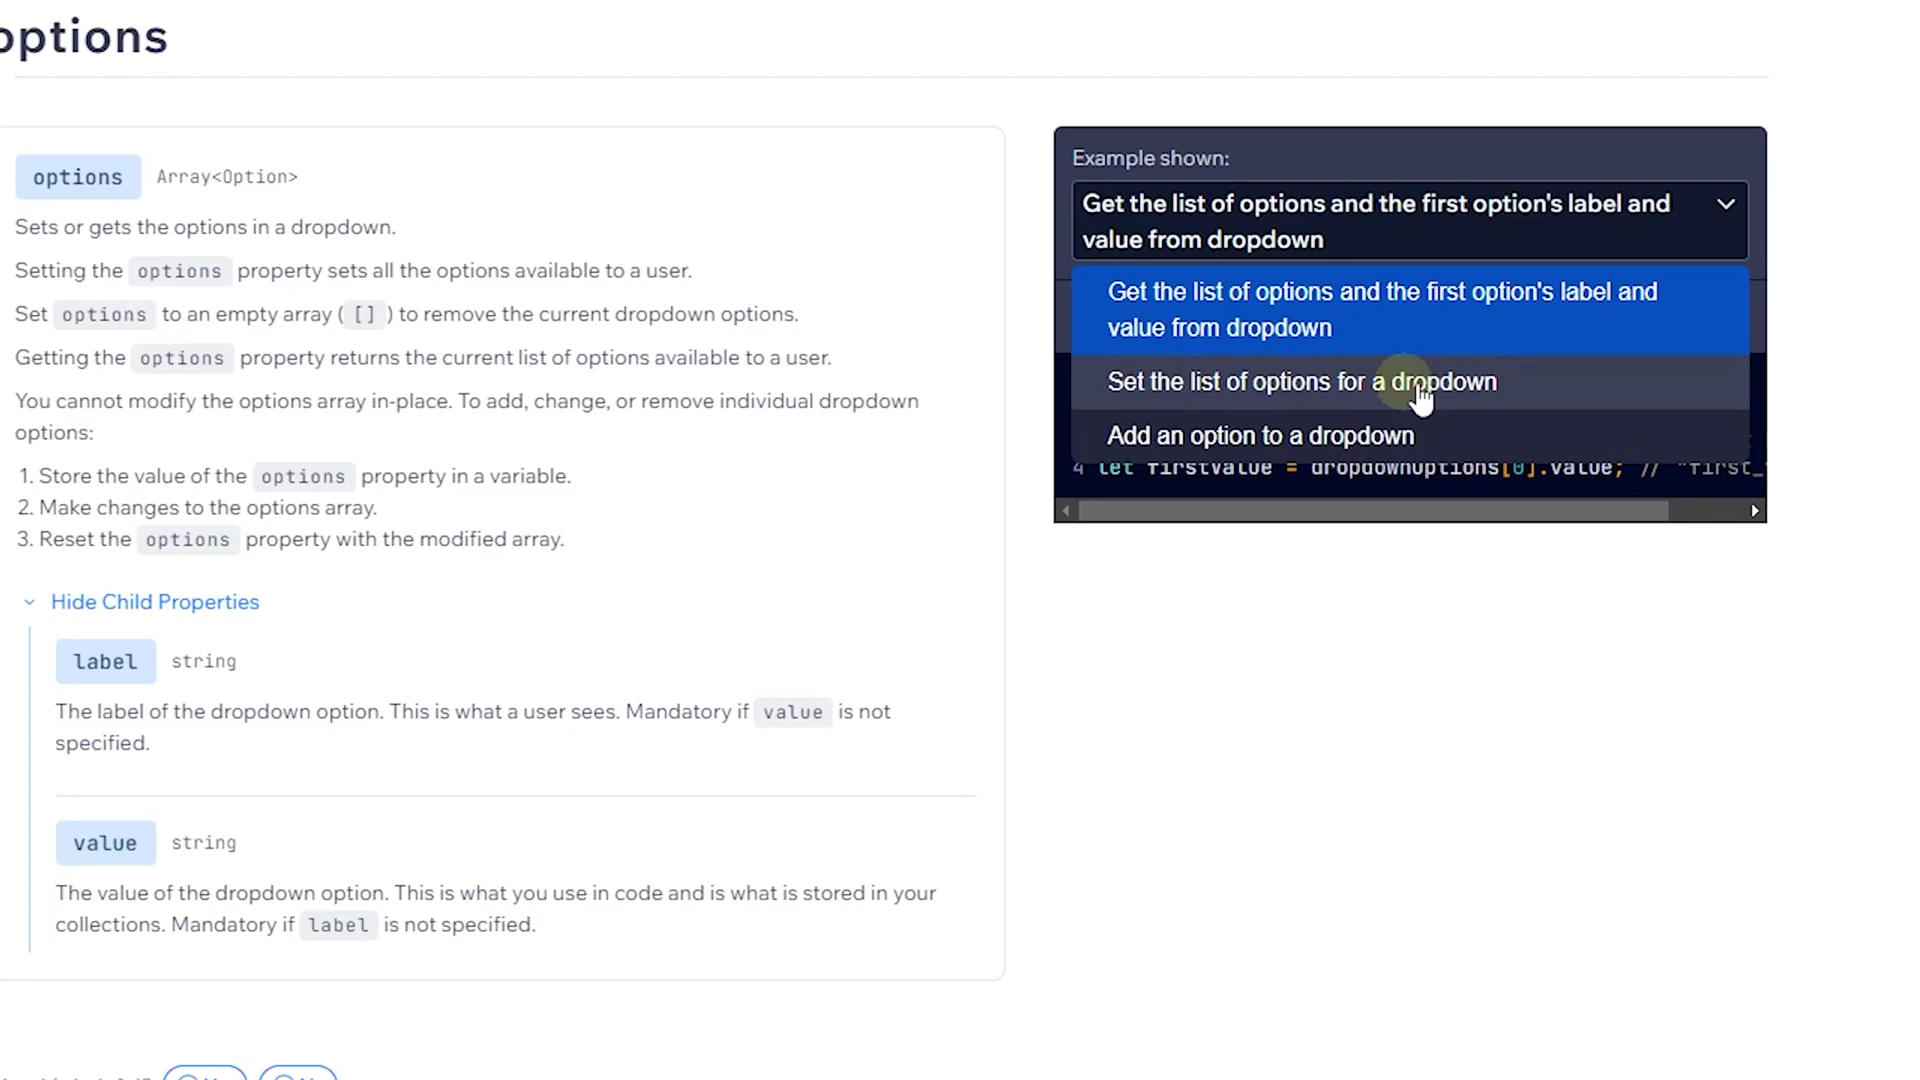 options
options Array<Option>
Sets or gets the options in a dropdown.
Setting the options property sets all the options available to a user.
Set options to an empty array ( [] ) to remove the current dropdown options.
Getting the options property returns the current list of options available to a user.
You cannot modify the options array in-place. To add, change, or remove individual dropdown
options:
1. Store the value of the options property in a variable.
2. Make changes to the options array.
3. Reset the options property with the modified array.
Hide Child Properties
label string
The label of the dropdown option. This is what a user sees. Mandatory if value is not
specified.
value string
The value of the dropdown option. This is what you use in code and is what is stored in your
collections. Mandatory if label is not specified.
Example shown:
Get the list of options and the first option's label and
value from dropdown
Get the list of options and the first option's label and
value from dropdown
Set the list of options for a dropdown
Add an option to a dropdown
4 let firstValue = dropdownOptions[0].value; // "first_